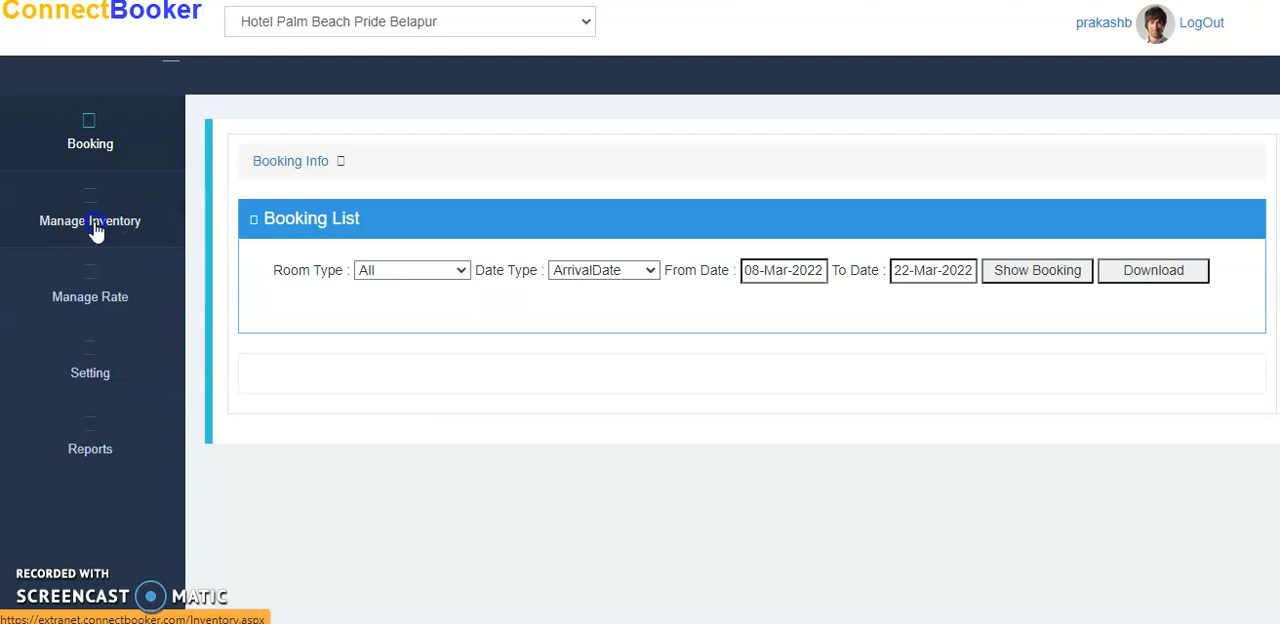 ConnectBooker
Hotel Palm Beach Pride Belapur
prakashb LogOut
Booking
Manage Inventory
Manage Rate
Setting
Reports
Booking Info
Booking List
Room Type : All Date Type : ArrivalDate From Date : 08-Mar-2022 To Date : 22-Mar-2022 Show Booking Download
RECORDED WITH
SCREENCAST MATIC
https://extranet.connectbooker.com/Inventory.aspx